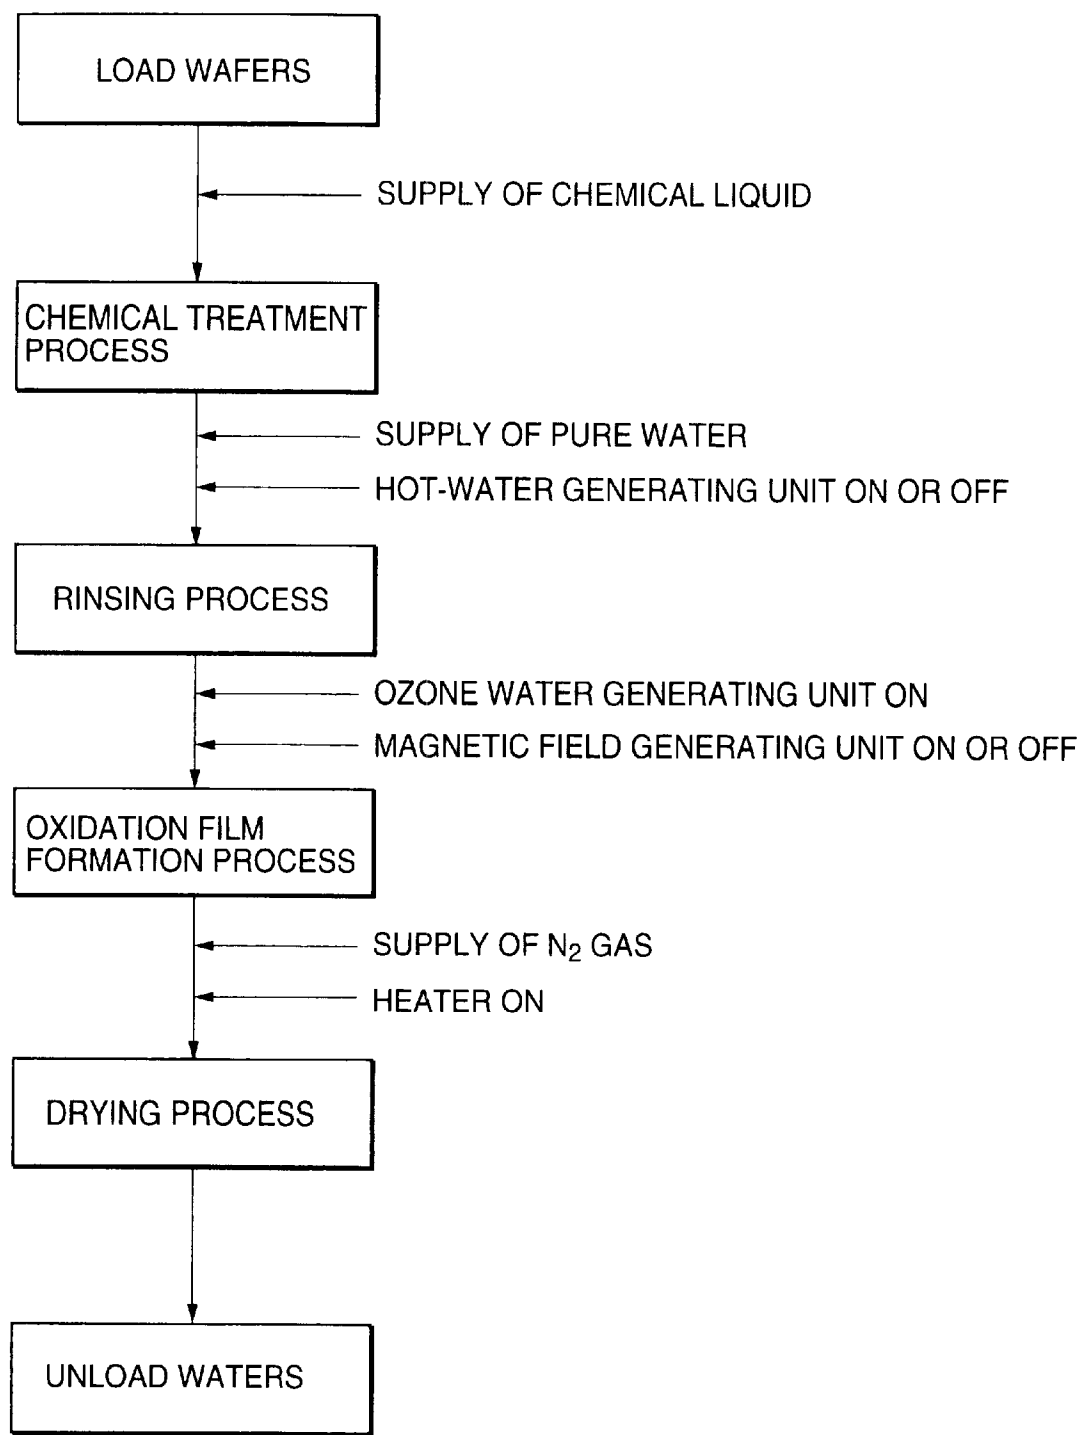 LOAD WAFERS
SUPPLY OF CHEMICAL LIQUID
CHEMICAL TREATMENT
PROCESS
SUPPLY OF PURE WATER
HOT-WATER GENERATING UNIT ON OR OFF
RINSING PROCESS
OZONE WATER GENERATING UNIT ON
MAGNETIC FIELD GENERATING UNIT ON OR OFF
OXIDATION FILM
FORMATION PROCESS
SUPPLY OF N₂ GAS
HEATER ON
DRYING PROCESS
UNLOAD WATERS